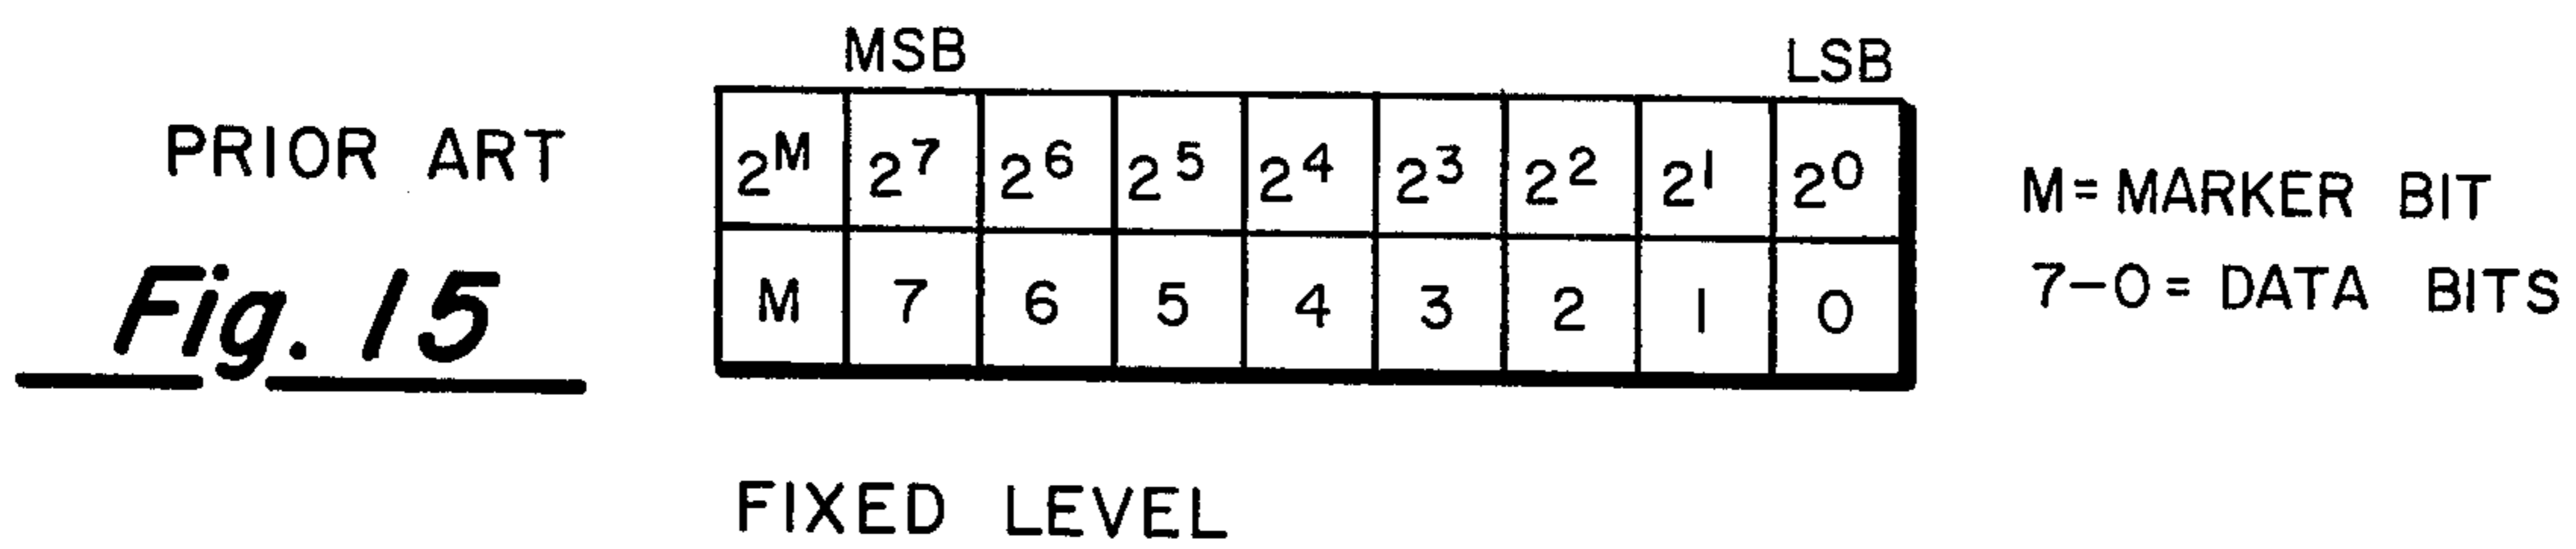 PRIOR ART
Fig. 15
MSB LSB
2^M 2^7 2^6 2^5 2^4 2^3 2^2 2^1 2^0
M 7 6 5 4 3 2 1 0
M = MARKER BIT
7-0 = DATA BITS
FIXED LEVEL